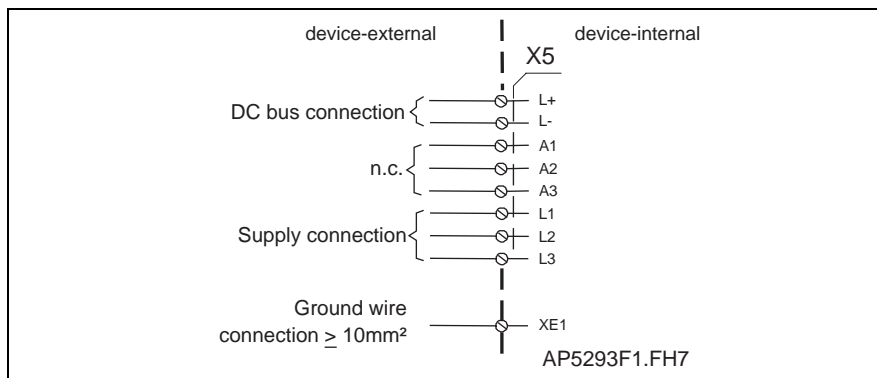 device-external
device-internal
X5
DC bus connection
L+
L-
n.c.
A1
A2
A3
Supply connection
L1
L2
L3
Ground wire
connection ≥ 10mm²
XE1
AP5293F1.FH7